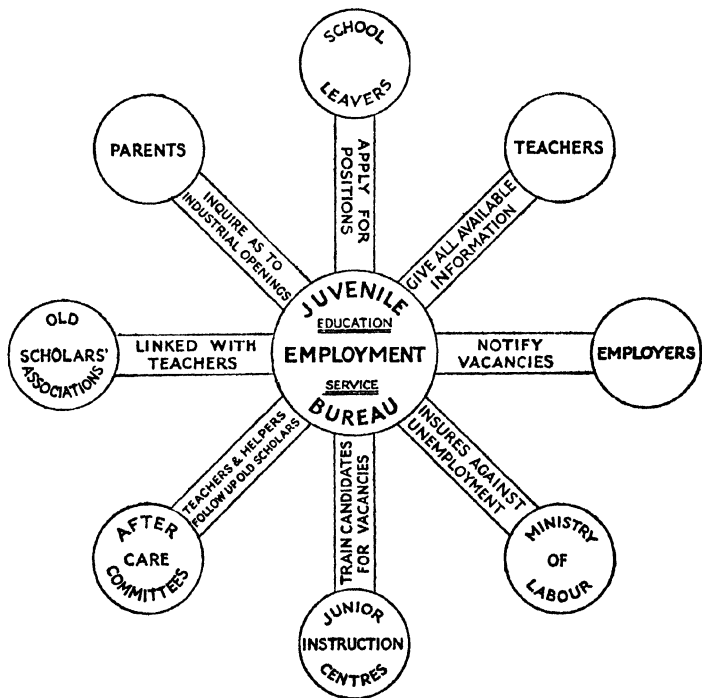 SCHOOL
LEAVERS
APPLY FOR
POSITIONS
PARENTS
INQUIRE AS TO
INDUSTRIAL OPENINGS
TEACHERS
GIVE ALL AVAILABLE
INFORMATION
OLD
SCHOLARS'
ASSOCIATIONS
LINKED WITH
TEACHERS
JUVENILE
EDUCATION
EMPLOYMENT
SERVICE
BUREAU
NOTIFY
VACANCIES
EMPLOYERS
AFTER
CARE
COMMITTEES
TEACHERS & HELPERS
FOLLOW UP OLD SCHOLARS
TRAIN CANDIDATES
FOR VACANCIES
JUNIOR
INSTRUCTION
CENTRES
INSURES AGAINST
UNEMPLOYMENT
MINISTRY
OF
LABOUR